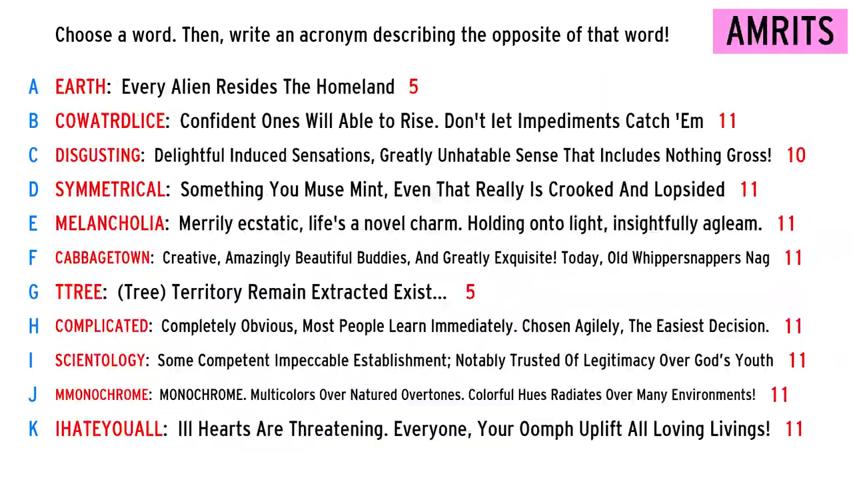 Choose a word. Then, write an acronym describing the opposite of that word!
AMRITS
A EARTH: Every Alien Resides The Homeland 5
B COWATRDLICE: Confident Ones Will Able to Rise. Don't let Impediments Catch 'Em 11
C DISGUSTING: Delightful Induced Sensations, Greatly Unhatable Sense That Includes Nothing Gross! 10
D SYMMETRICAL: Something You Muse Mint, Even That Really Is Crooked And Lopsided 11
E MELANCHOLIA: Merrily ecstatic, life's a novel charm. Holding onto light, insightfully agleam. 11
F CABBAGETOWN: Creative, Amazingly Beautiful Buddies, And Greatly Exquisite! Today, Old Whippersnappers Nag 11
G TTREE: (Tree) Territory Remain Extracted Exist... 5
H COMPLICATED: Completely Obvious, Most People Learn Immediately. Chosen Agilely, The Easiest Decision. 11
I SCIENTOLOGY: Some Competent Impeccable Establishment; Notably Trusted Of Legitimacy Over God's Youth 11
J MMONOCHROME: MONOCHROME. Multicolors Over Natured Overtones. Colorful Hues Radiates Over Many Environments! 11
K IHATEYOUALL: Ill Hearts Are Threatening. Everyone, Your Oomph Uplift All Loving Livings! 11